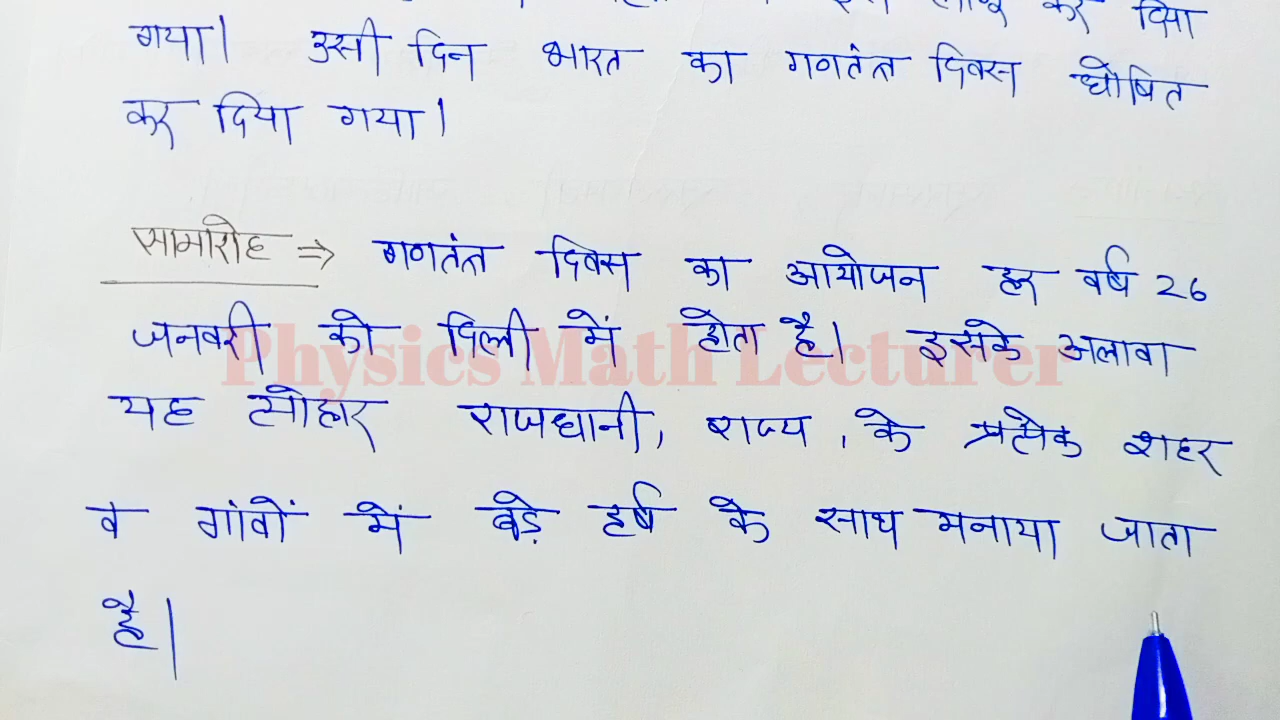 कर दिया
गया। उसी दिन भारत का गणतंत्र दिवस घोषित
कर दिया गया।
सामारोह ⇒ गणतंत्र दिवस का आयोजन हर वर्ष 26
जनवरी को दिल्ली में होता है। इसके अलावा
Physics Math Lecturer
यह त्योहार राजधानी, राज्य, के प्रत्येक शहर
व गांवों में बड़े हर्ष के साथ मनाया जाता
है।